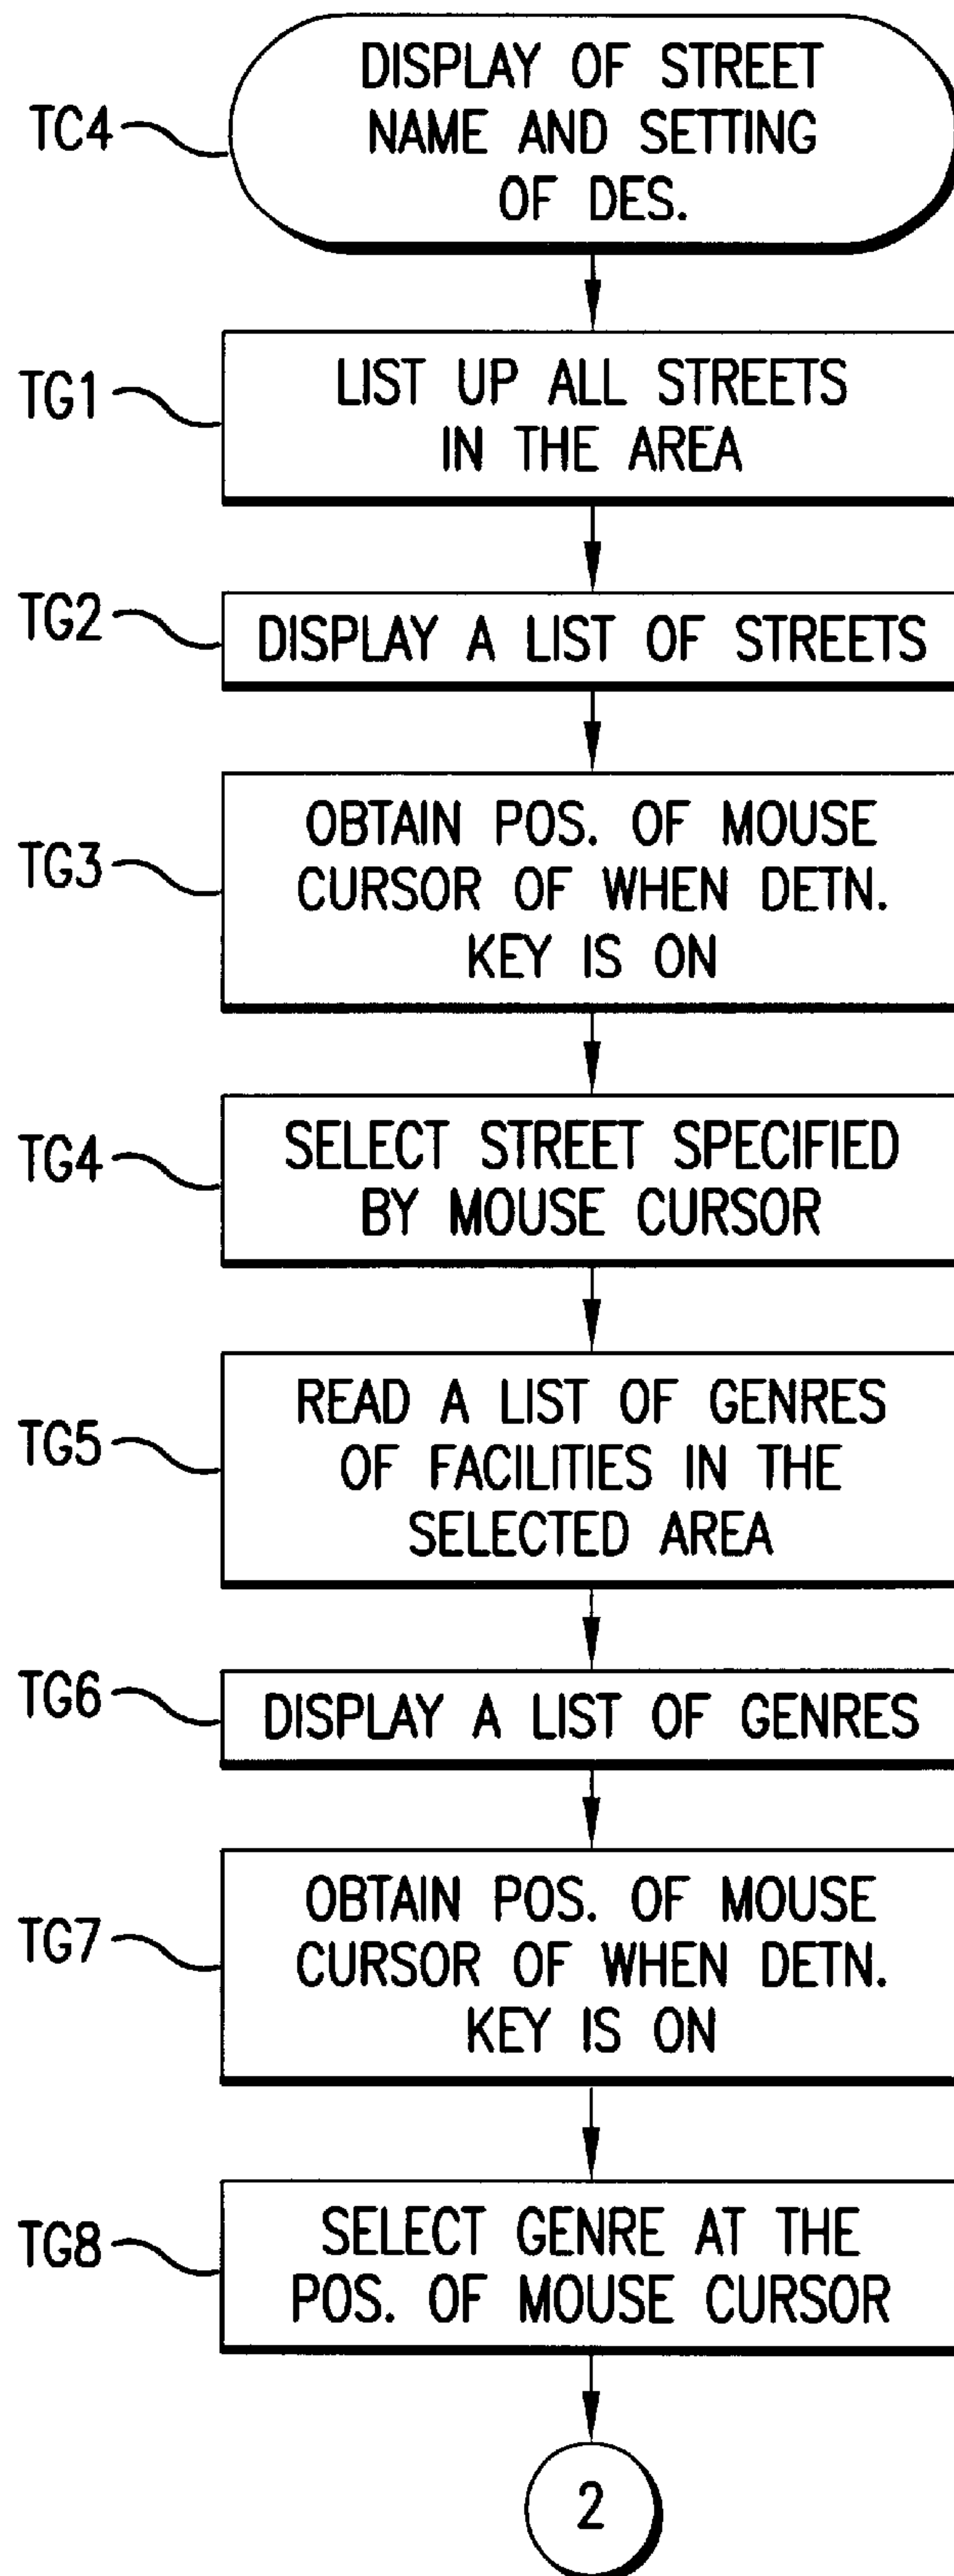 DISPLAY OF STREET
NAME AND SETTING
OF DES.
TC4
TG1
LIST UP ALL STREETS
IN THE AREA
TG2
DISPLAY A LIST OF STREETS
TG3
OBTAIN POS. OF MOUSE
CURSOR OF WHEN DETN.
KEY IS ON
TG4
SELECT STREET SPECIFIED
BY MOUSE CURSOR
TG5
READ A LIST OF GENRES
OF FACILITIES IN THE
SELECTED AREA
TG6
DISPLAY A LIST OF GENRES
TG7
OBTAIN POS. OF MOUSE
CURSOR OF WHEN DETN.
KEY IS ON
TG8
SELECT GENRE AT THE
POS. OF MOUSE CURSOR
2